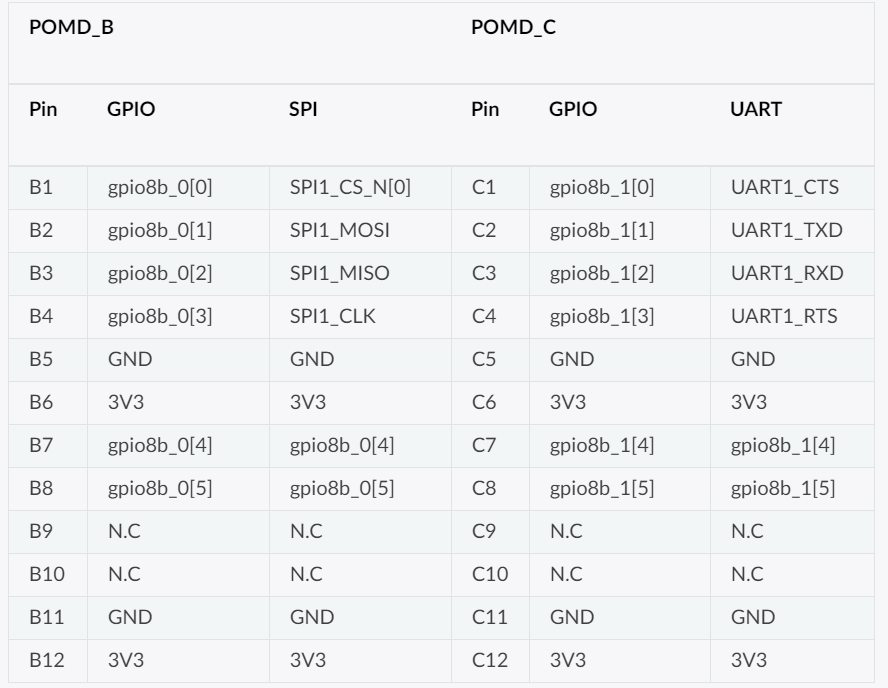 POMD_B POMD_C
Pin GPIO SPI Pin GPIO UART
B1 gpio8b_0[0] SPI1_CS_N[0] C1 gpio8b_1[0] UART1_CTS
B2 gpio8b_0[1] SPI1_MOSI C2 gpio8b_1[1] UART1_TXD
B3 gpio8b_0[2] SPI1_MISO C3 gpio8b_1[2] UART1_RXD
B4 gpio8b_0[3] SPI1_CLK C4 gpio8b_1[3] UART1_RTS
B5 GND GND C5 GND GND
B6 3V3 3V3 C6 3V3 3V3
B7 gpio8b_0[4] gpio8b_0[4] C7 gpio8b_1[4] gpio8b_1[4]
B8 gpio8b_0[5] gpio8b_0[5] C8 gpio8b_1[5] gpio8b_1[5]
B9 N.C N.C C9 N.C N.C
B10 N.C N.C C10 N.C N.C
B11 GND GND C11 GND GND
B12 3V3 3V3 C12 3V3 3V3